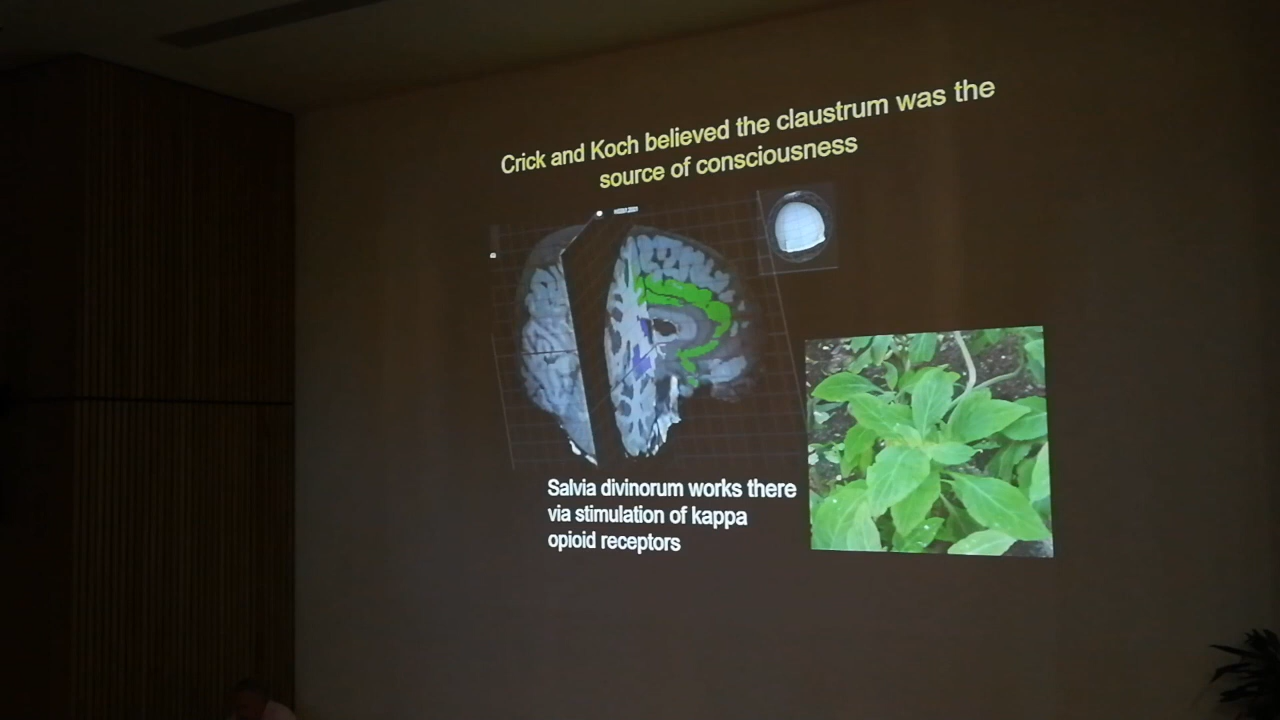 Crick and Koch believed the claustrum was the
source of consciousness
Salvia divinorum works there
via stimulation of kappa
opioid receptors